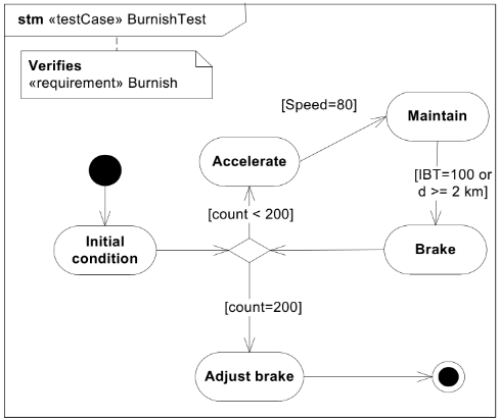 stm «testCase» BurnishTest
Verifies
«requirement» Burnish
[Speed=80]
Maintain
Accelerate
[IBT=100 or
d >= 2 km]
[count < 200]
Initial
condition
Brake
[count=200]
Adjust brake